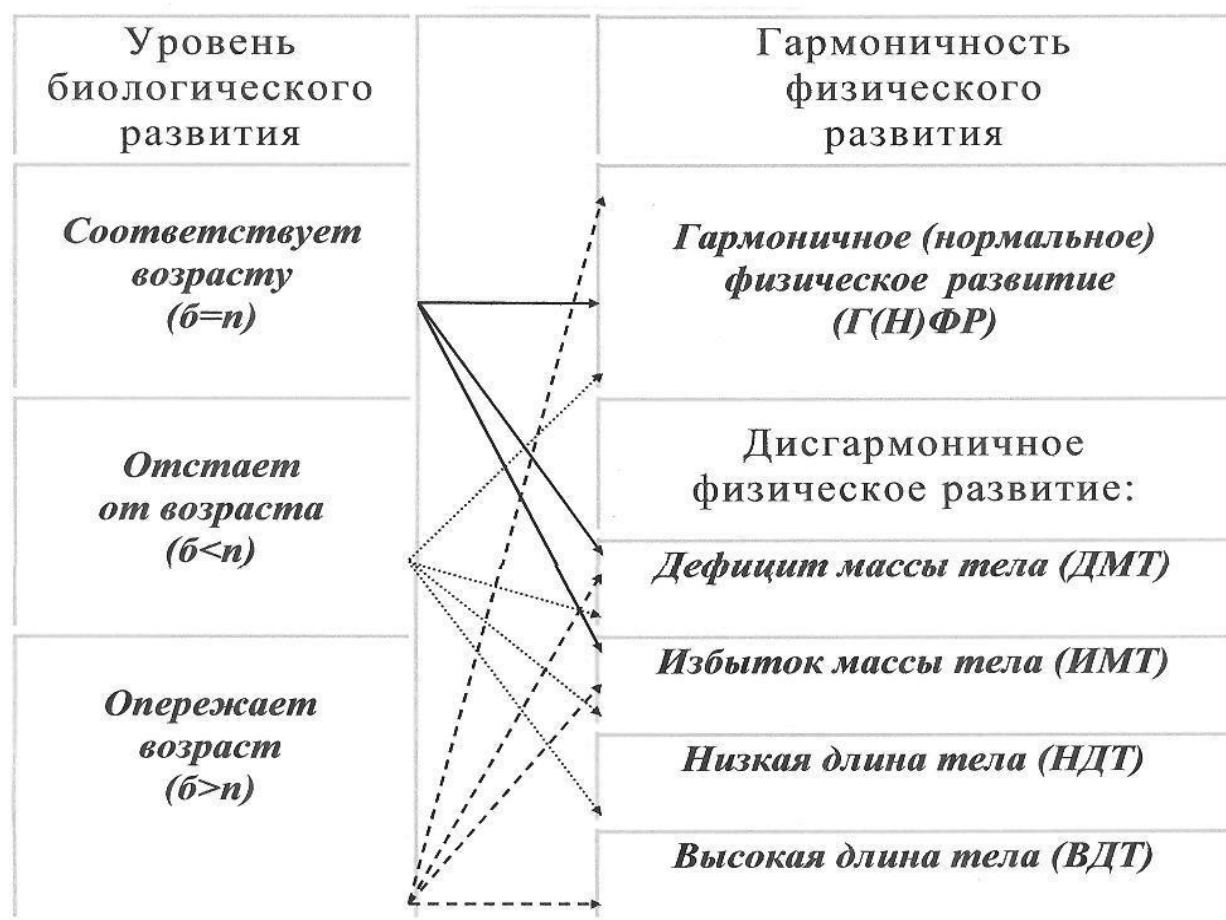 Уровень
биологического
развития
Гармоничность
физического
развития
Соответствует
возрасту
(б=п)
Гармоничное (нормальное)
физическое развитие
(Г(Н)ФР)
Отстает
от возраста
(б<п)
Дисгармоничное
физическое развитие:
Дефицит массы тела (ДМТ)
Избыток массы тела (ИМТ)
Опережает
возраст
(б>п)
Низкая длина тела (НДТ)
Высокая длина тела (ВДТ)